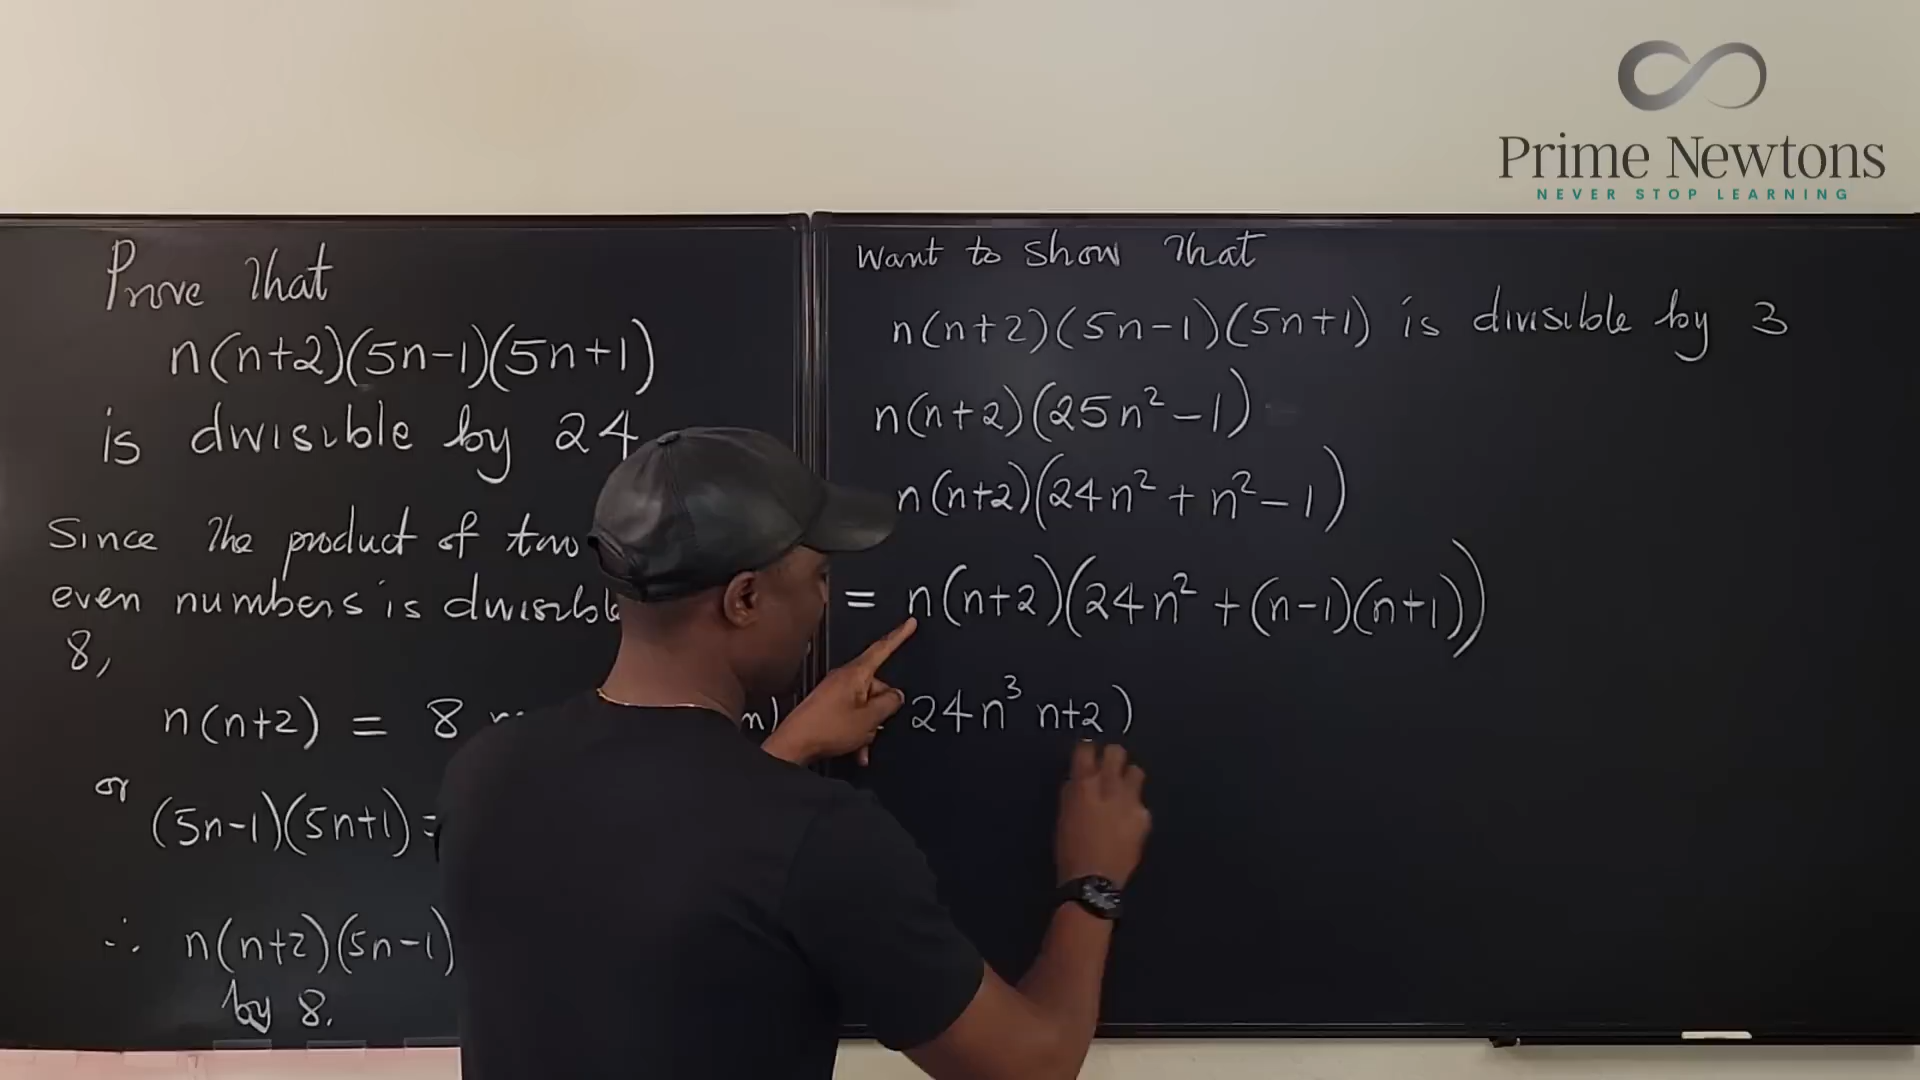 Prime Newtons
NEVER STOP LEARNING
Prove that
n(n+2)(5n-1)(5n+1)
is divisible by 24
Since the product of two
even numbers is divisible
8,
n(n+2) = 8
or (5n-1)(5n+1) =
∴ n(n+2)(5n-1)
by 8.
Want to show that
n(n+2)(5n-1)(5n+1) is divisible by 3
n(n+2)(25n²-1)
n(n+2)(24n²+n²-1)
= n(n+2)(24n²+(n-1)(n+1))
24n³ n+2)